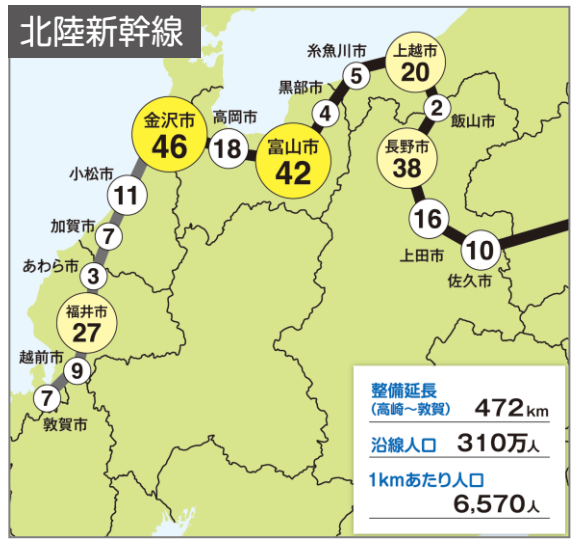 北陸新幹線
糸魚川市
5
上越市
20
黒部市
4
2
飯山市
金沢市
46
高岡市
18
富山市
42
長野市
38
小松市
11
16
上田市
10
佐久市
加賀市
7
あわら市
3
福井市
27
越前市
9
7
敦賀市
整備延長
(高崎~敦賀)
472km
沿線人口 310万人
1kmあたり人口
6,570人